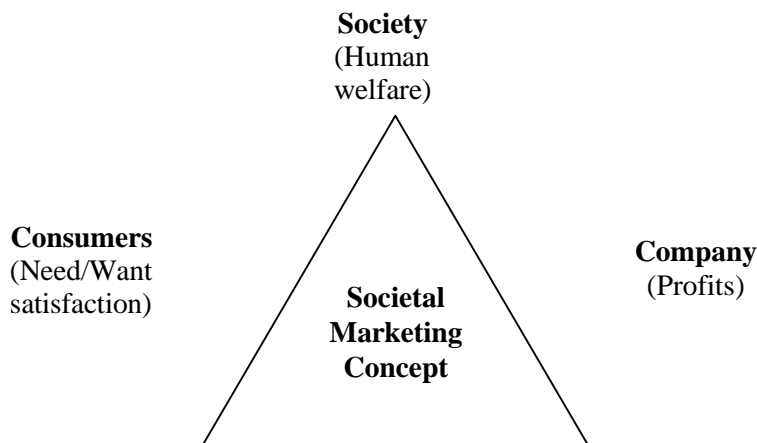 Society
(Human
welfare)
Consumers
(Need/Want
satisfaction)
Company
(Profits)
Societal
Marketing
Concept